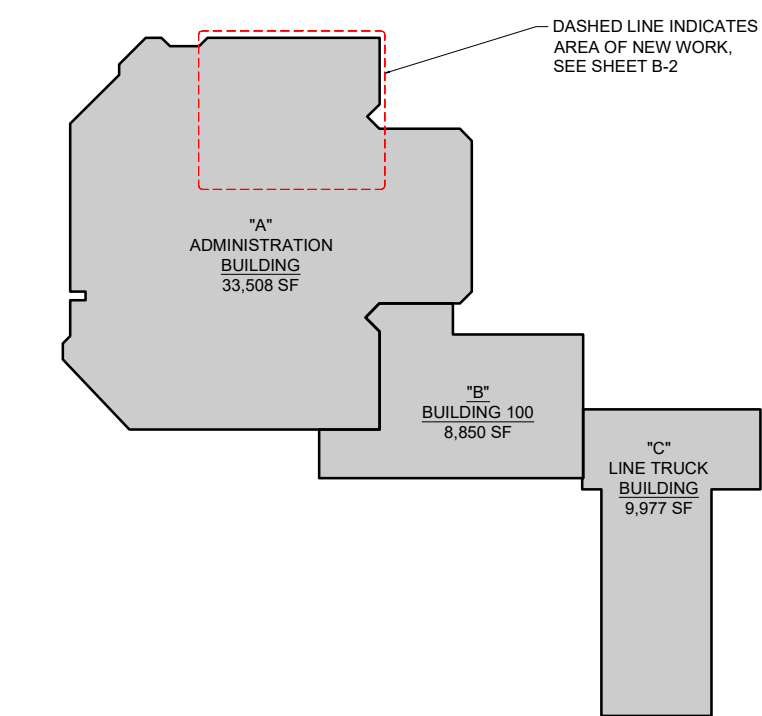 DASHED LINE INDICATES
AREA OF NEW WORK,
SEE SHEET B-2
"A"
ADMINISTRATION
BUILDING
33,508 SF
"B"
BUILDING 100
8,850 SF
"C"
LINE TRUCK
BUILDING
9,977 SF